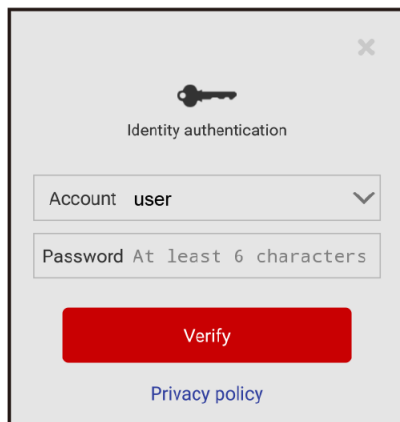 Identity authentication
Account user
Password At least 6 characters
Verify
Privacy policy